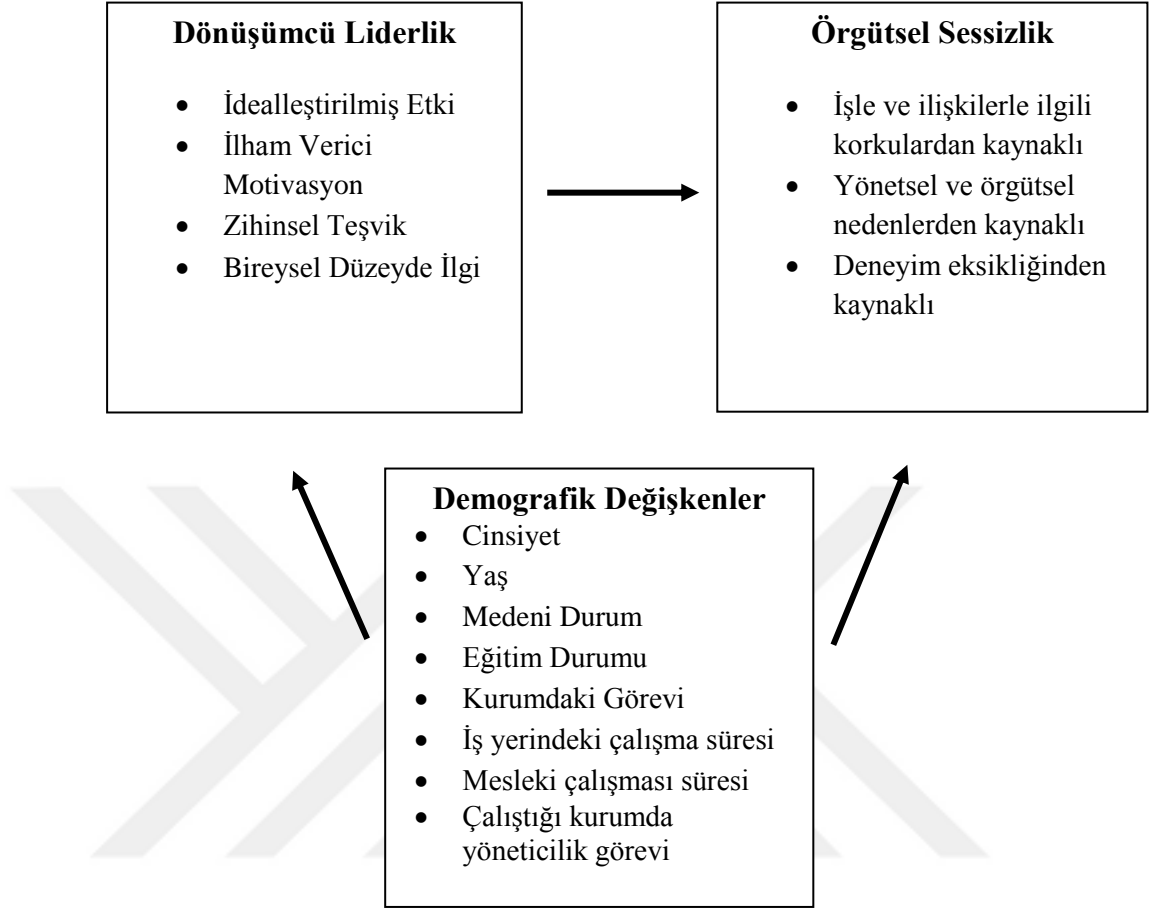 Dönüşümcü Liderlik
• İdealleştirilmiş Etki
• İlham Verici
Motivasyon
• Zihinsel Teşvik
• Bireysel Düzeyde İlgi
Örgütsel Sessizlik
• İşle ve ilişkilerle ilgili
korkulardan kaynaklı
• Yönetsel ve örgütsel
nedenlerden kaynaklı
• Deneyim eksikliğinden
kaynaklı
Demografik Değişkenler
• Cinsiyet
• Yaş
• Medeni Durum
• Eğitim Durumu
• Kurumdaki Görevi
• İş yerindeki çalışma süresi
• Mesleki çalışması süresi
• Çalıştığı kurumda
yöneticilik görevi